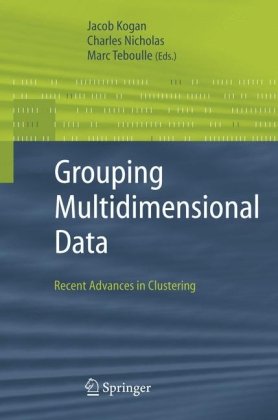 Jacob Kogan
Charles Nicholas
Marc Teboulle (Eds.)
Grouping
Multidimensional
Data
Recent Advances in Clustering
Springer